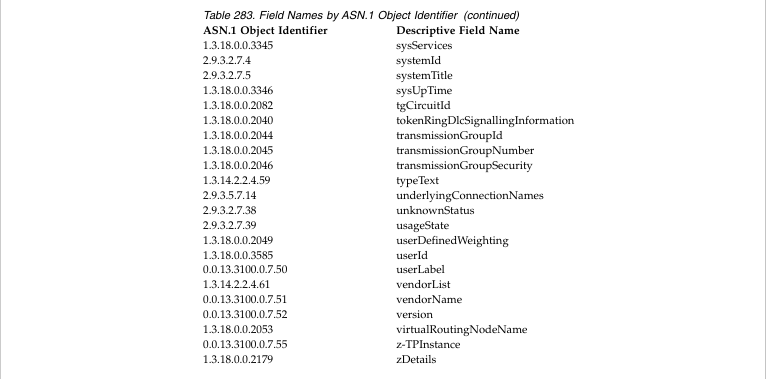 Table 283. Field Names by ASN.1 Object Identifier (continued)
ASN.1 Object Identifier Descriptive Field Name
1.3.18.0.0.3345 sysServices
2.9.3.2.7.4 systemId
2.9.3.2.7.5 systemTitle
1.3.18.0.0.3346 sysUpTime
1.3.18.0.0.2082 tgCircuitId
1.3.18.0.0.2040 tokenRingDlcSignallingInformation
1.3.18.0.0.2044 transmissionGroupId
1.3.18.0.0.2045 transmissionGroupNumber
1.3.18.0.0.2046 transmissionGroupSecurity
1.3.14.2.2.4.59 typeText
2.9.3.5.7.14 underlyingConnectionNames
2.9.3.2.7.38 unknownStatus
2.9.3.2.7.39 usageState
1.3.18.0.0.2049 userDefinedWeighting
1.3.18.0.0.3585 userId
0.0.13.3100.0.7.50 userLabel
1.3.14.2.2.4.61 vendorList
0.0.13.3100.0.7.51 vendorName
0.0.13.3100.0.7.52 version
1.3.18.0.0.2053 virtualRoutingNodeName
0.0.13.3100.0.7.55 z-TPInstance
1.3.18.0.0.2179 zDetails